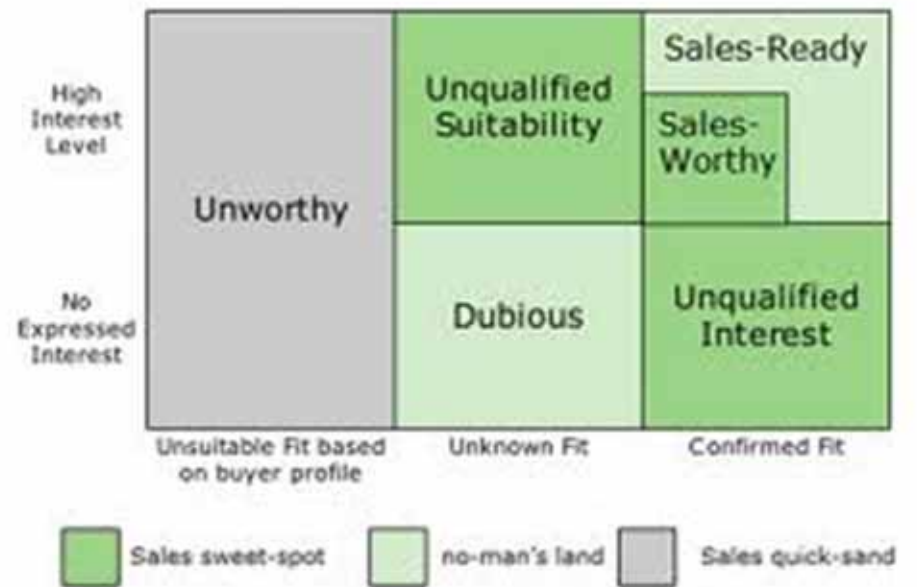 High
Interest
Level
Unworthy
Unqualified
Suitability
Sales-Ready
Sales-
Worthy
No
Expressed
Interest
Dubious
Unqualified
Interest
Unsuitable Fit based
on buyer profile
Unknown Fit
Confirmed Fit
Sales sweet-spot
no-man's land
Sales quick-sand